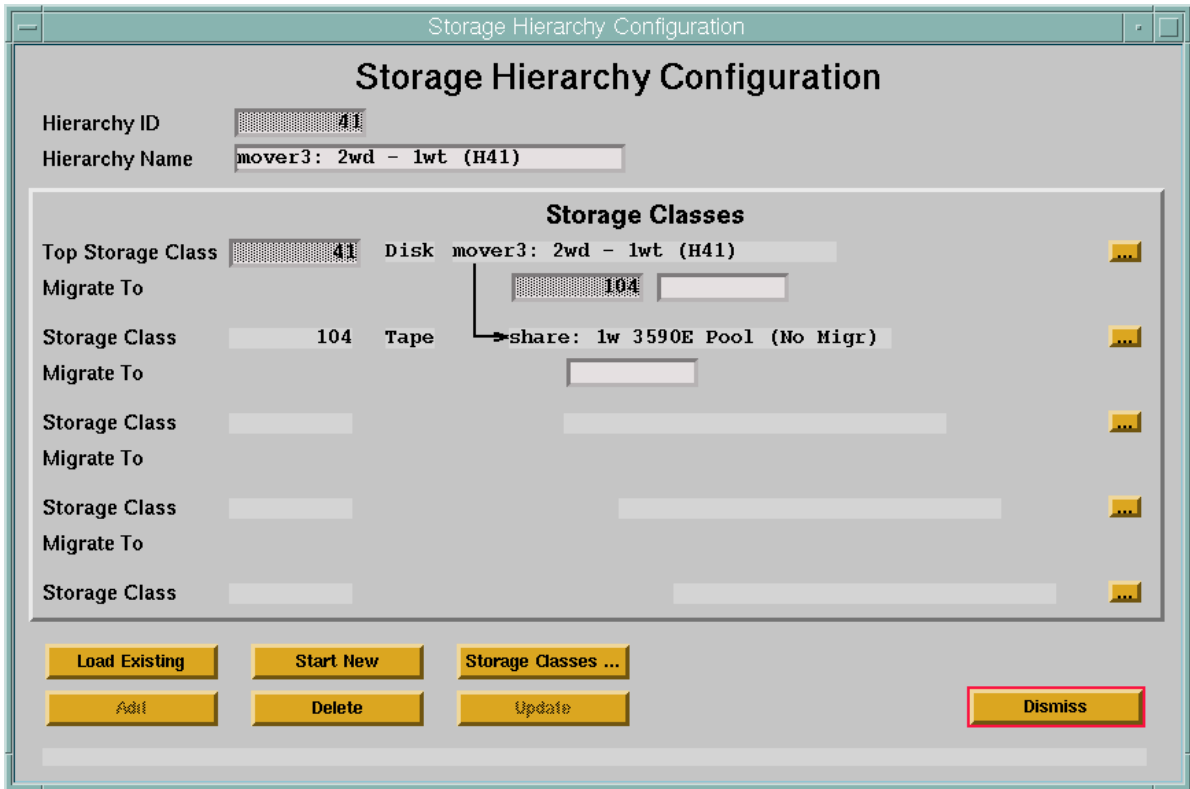 Storage Hierarchy Configuration
Storage Hierarchy Configuration
Hierarchy ID 41
Hierarchy Name mover3: 2wd - 1wt (H41)
Storage Classes
Top Storage Class 41 Disk mover3: 2wd - 1wt (H41) ...
Migrate To 104
Storage Class 104 Tape share: 1w 3590E Pool (No Migr) ...
Migrate To
Storage Class ...
Migrate To
Storage Class ...
Migrate To
Storage Class ...
Load Existing Start New Storage Classes ...
Add Delete Update Dismiss